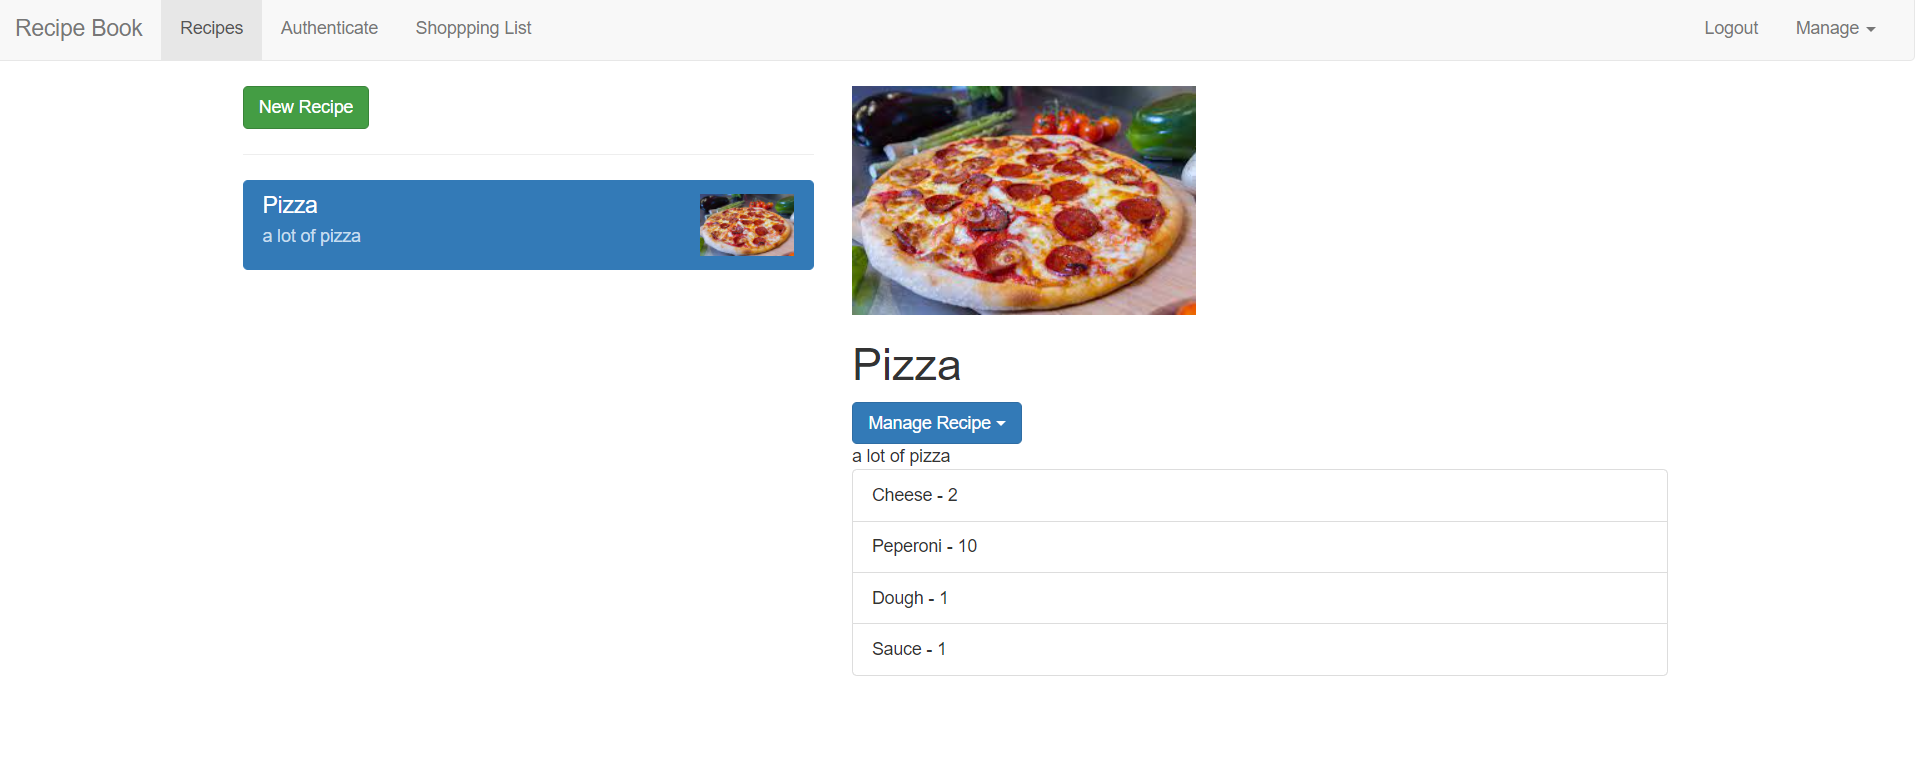 Recipe Book Recipes Authenticate Shoppping List Logout Manage
New Recipe
Pizza
a lot of pizza
Pizza
Manage Recipe
a lot of pizza
Cheese - 2
Peperoni - 10
Dough - 1
Sauce - 1